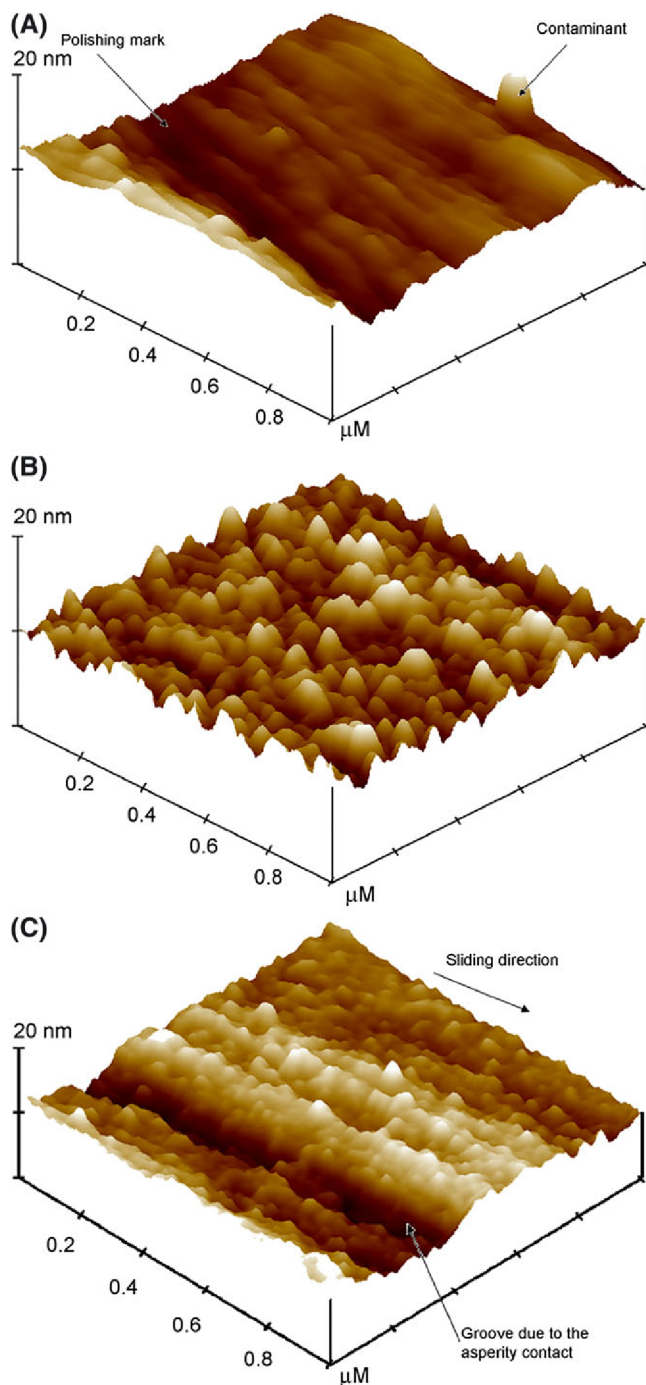 (A)
Polishing mark
Contaminant
20 nm
0.2
0.4
0.6
0.8
µM
(B)
20 nm
0.2
0.4
0.6
0.8
µM
(C)
Sliding direction
20 nm
0.2
0.4
0.6
0.8
µM
Groove due to the
asperity contact